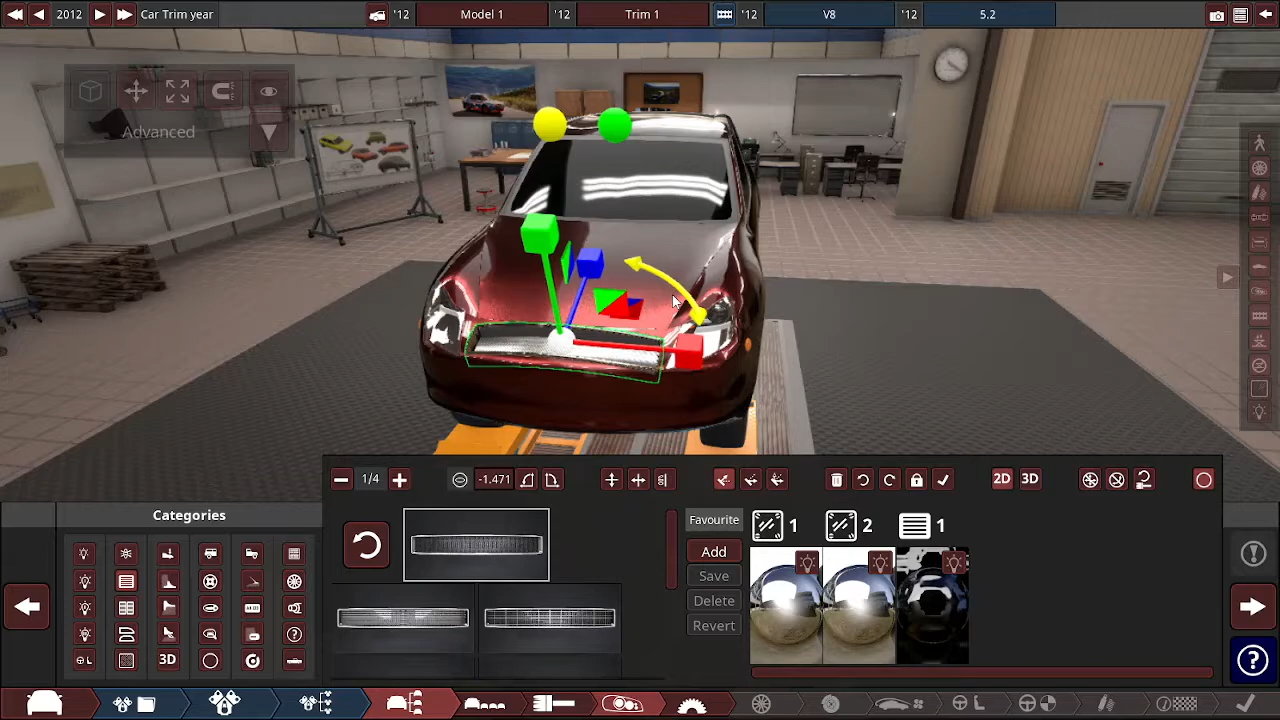 2012 Car Trim year '12 Model 1 '12 Trim 1 '12 V8 '12 5.2
Advanced
1/4 -1.471 2D 3D
Categories
Favourite 1 2 1
Add
Save
Delete
Revert
3D
?